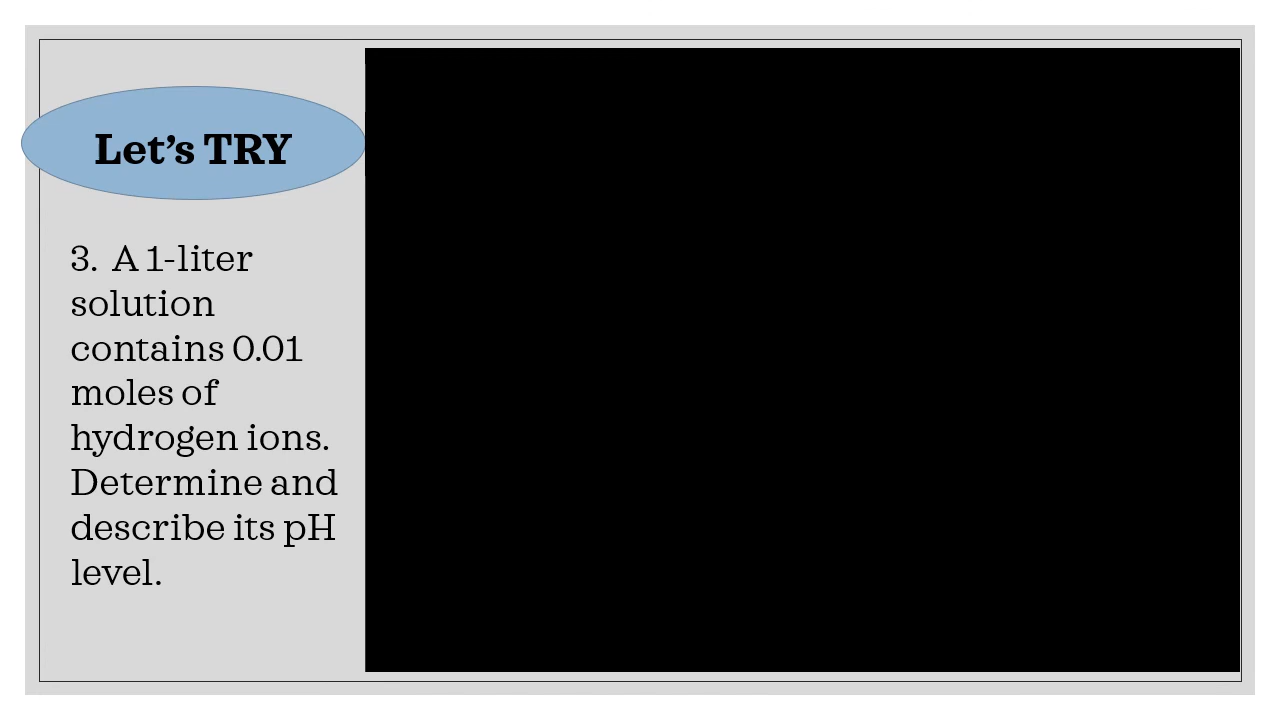 Let’s TRY
3.  A 1-liter
solution
contains 0.01
moles of
hydrogen ions.
Determine and
describe its pH
level.